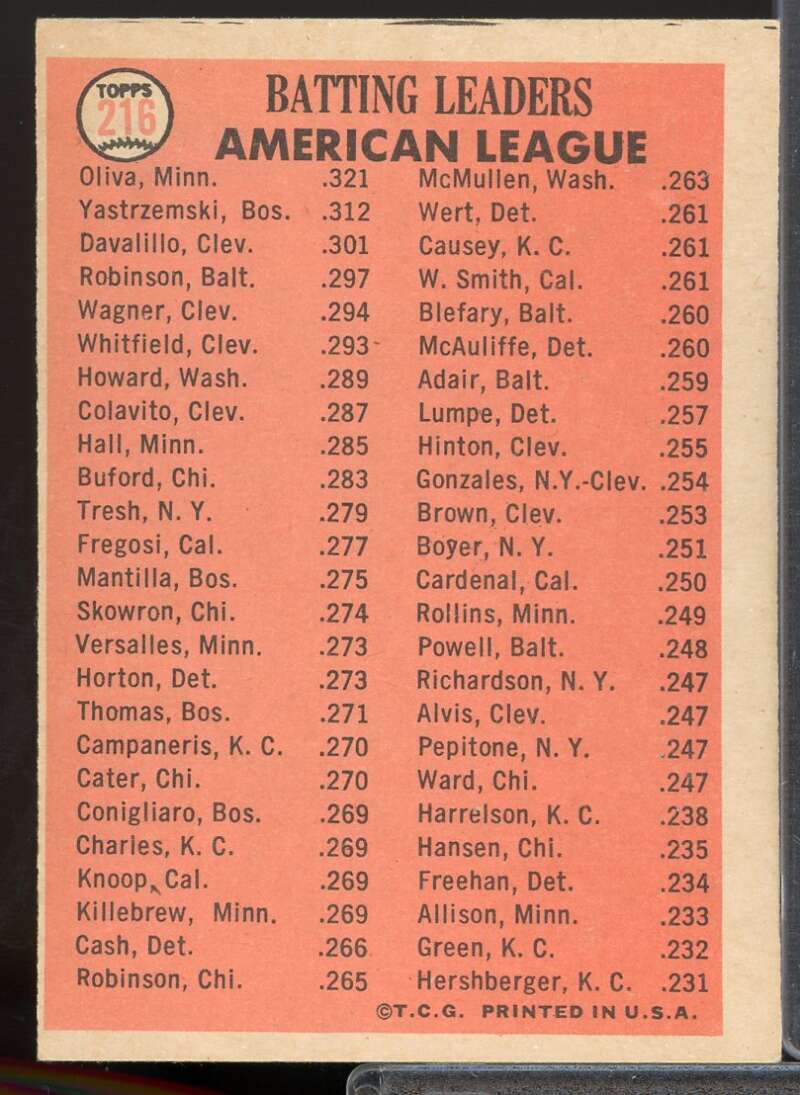 TOPPS
216
BATTING LEADERS
AMERICAN LEAGUE
Oliva, Minn. .321
Yastrzemski, Bos. .312
Davalillo, Clev. .301
Robinson, Balt. .297
Wagner, Clev. .294
Whitfield, Clev. .293
Howard, Wash. .289
Colavito, Clev. .287
Hall, Minn. .285
Buford, Chi. .283
Tresh, N. Y. .279
Fregosi, Cal. .277
Mantilla, Bos. .275
Skowron, Chi. .274
Versalles, Minn. .273
Horton, Det. .273
Thomas, Bos. .271
Campaneris, K. C. .270
Cater, Chi. .270
Conigliaro, Bos. .269
Charles, K. C. .269
Knoop, Cal. .269
Killebrew, Minn. .269
Cash, Det. .266
Robinson, Chi. .265
McMullen, Wash. .263
Wert, Det. .261
Causey, K. C. .261
W. Smith, Cal. .261
Blefary, Balt. .260
McAuliffe, Det. .260
Adair, Balt. .259
Lumpe, Det. .257
Hinton, Clev. .255
Gonzales, N.Y.-Clev. .254
Brown, Clev. .253
Boyer, N. Y. .251
Cardenal, Cal. .250
Rollins, Minn. .249
Powell, Balt. .248
Richardson, N. Y. .247
Alvis, Clev. .247
Pepitone, N. Y. .247
Ward, Chi. .247
Harrelson, K. C. .238
Hansen, Chi. .235
Freehan, Det. .234
Allison, Minn. .233
Green, K. C. .232
Hershberger, K. C. .231
©T.C.G. PRINTED IN U.S.A.